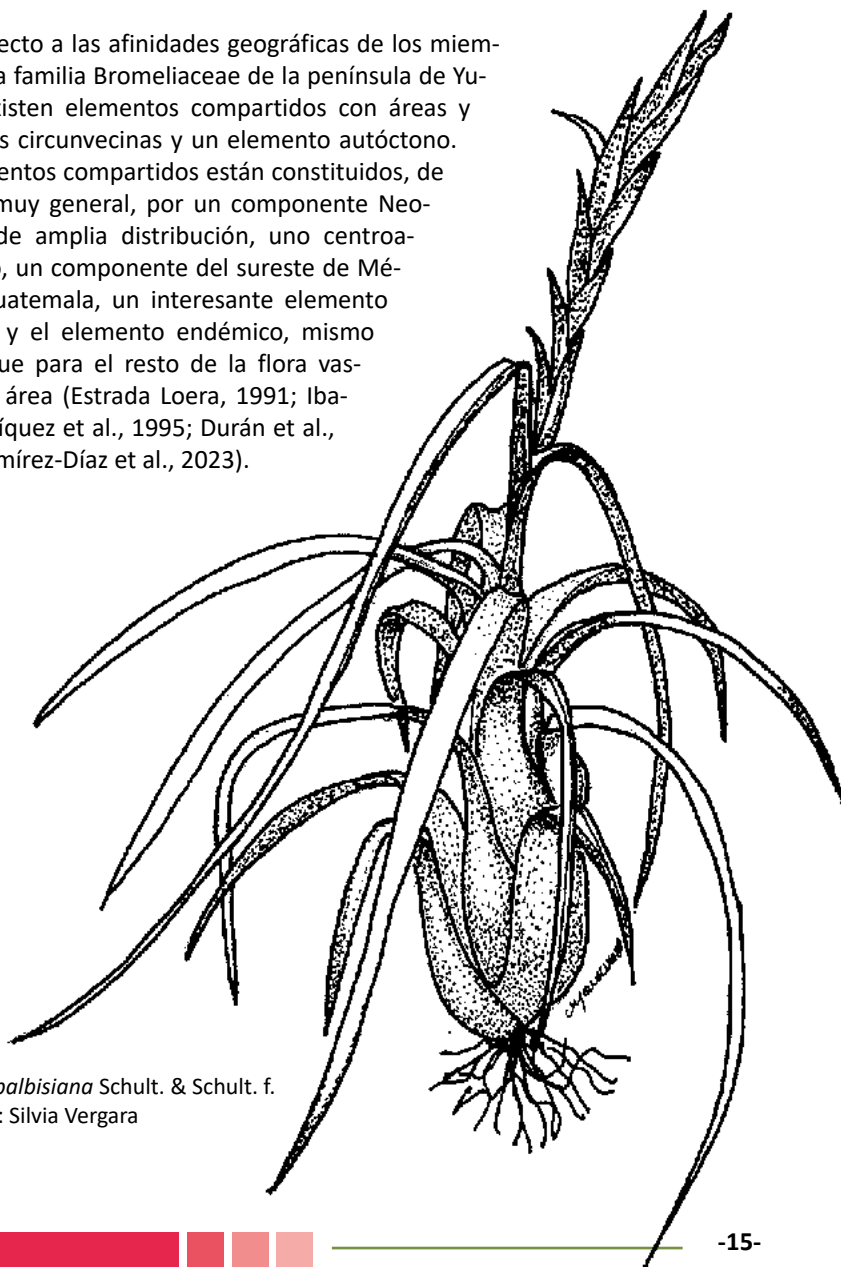 ecto a las afinidades geográficas de los miem-
a familia Bromeliaceae de la península de Yu-
xisten elementos compartidos con áreas y
s circunvecinas y un elemento autóctono.
entos compartidos están constituidos, de
muy general, por un componente Neo-
de amplia distribución, uno centroa-
o, un componente del sureste de Mé-
uatemala, un interesante elemento
y el elemento endémico, mismo
ue para el resto de la flora vas-
área (Estrada Loera, 1991; Iba-
íquez et al., 1995; Durán et al.,
mírez-Díaz et al., 2023).
balbisiana Schult. & Schult. f.
: Silvia Vergara
-15-